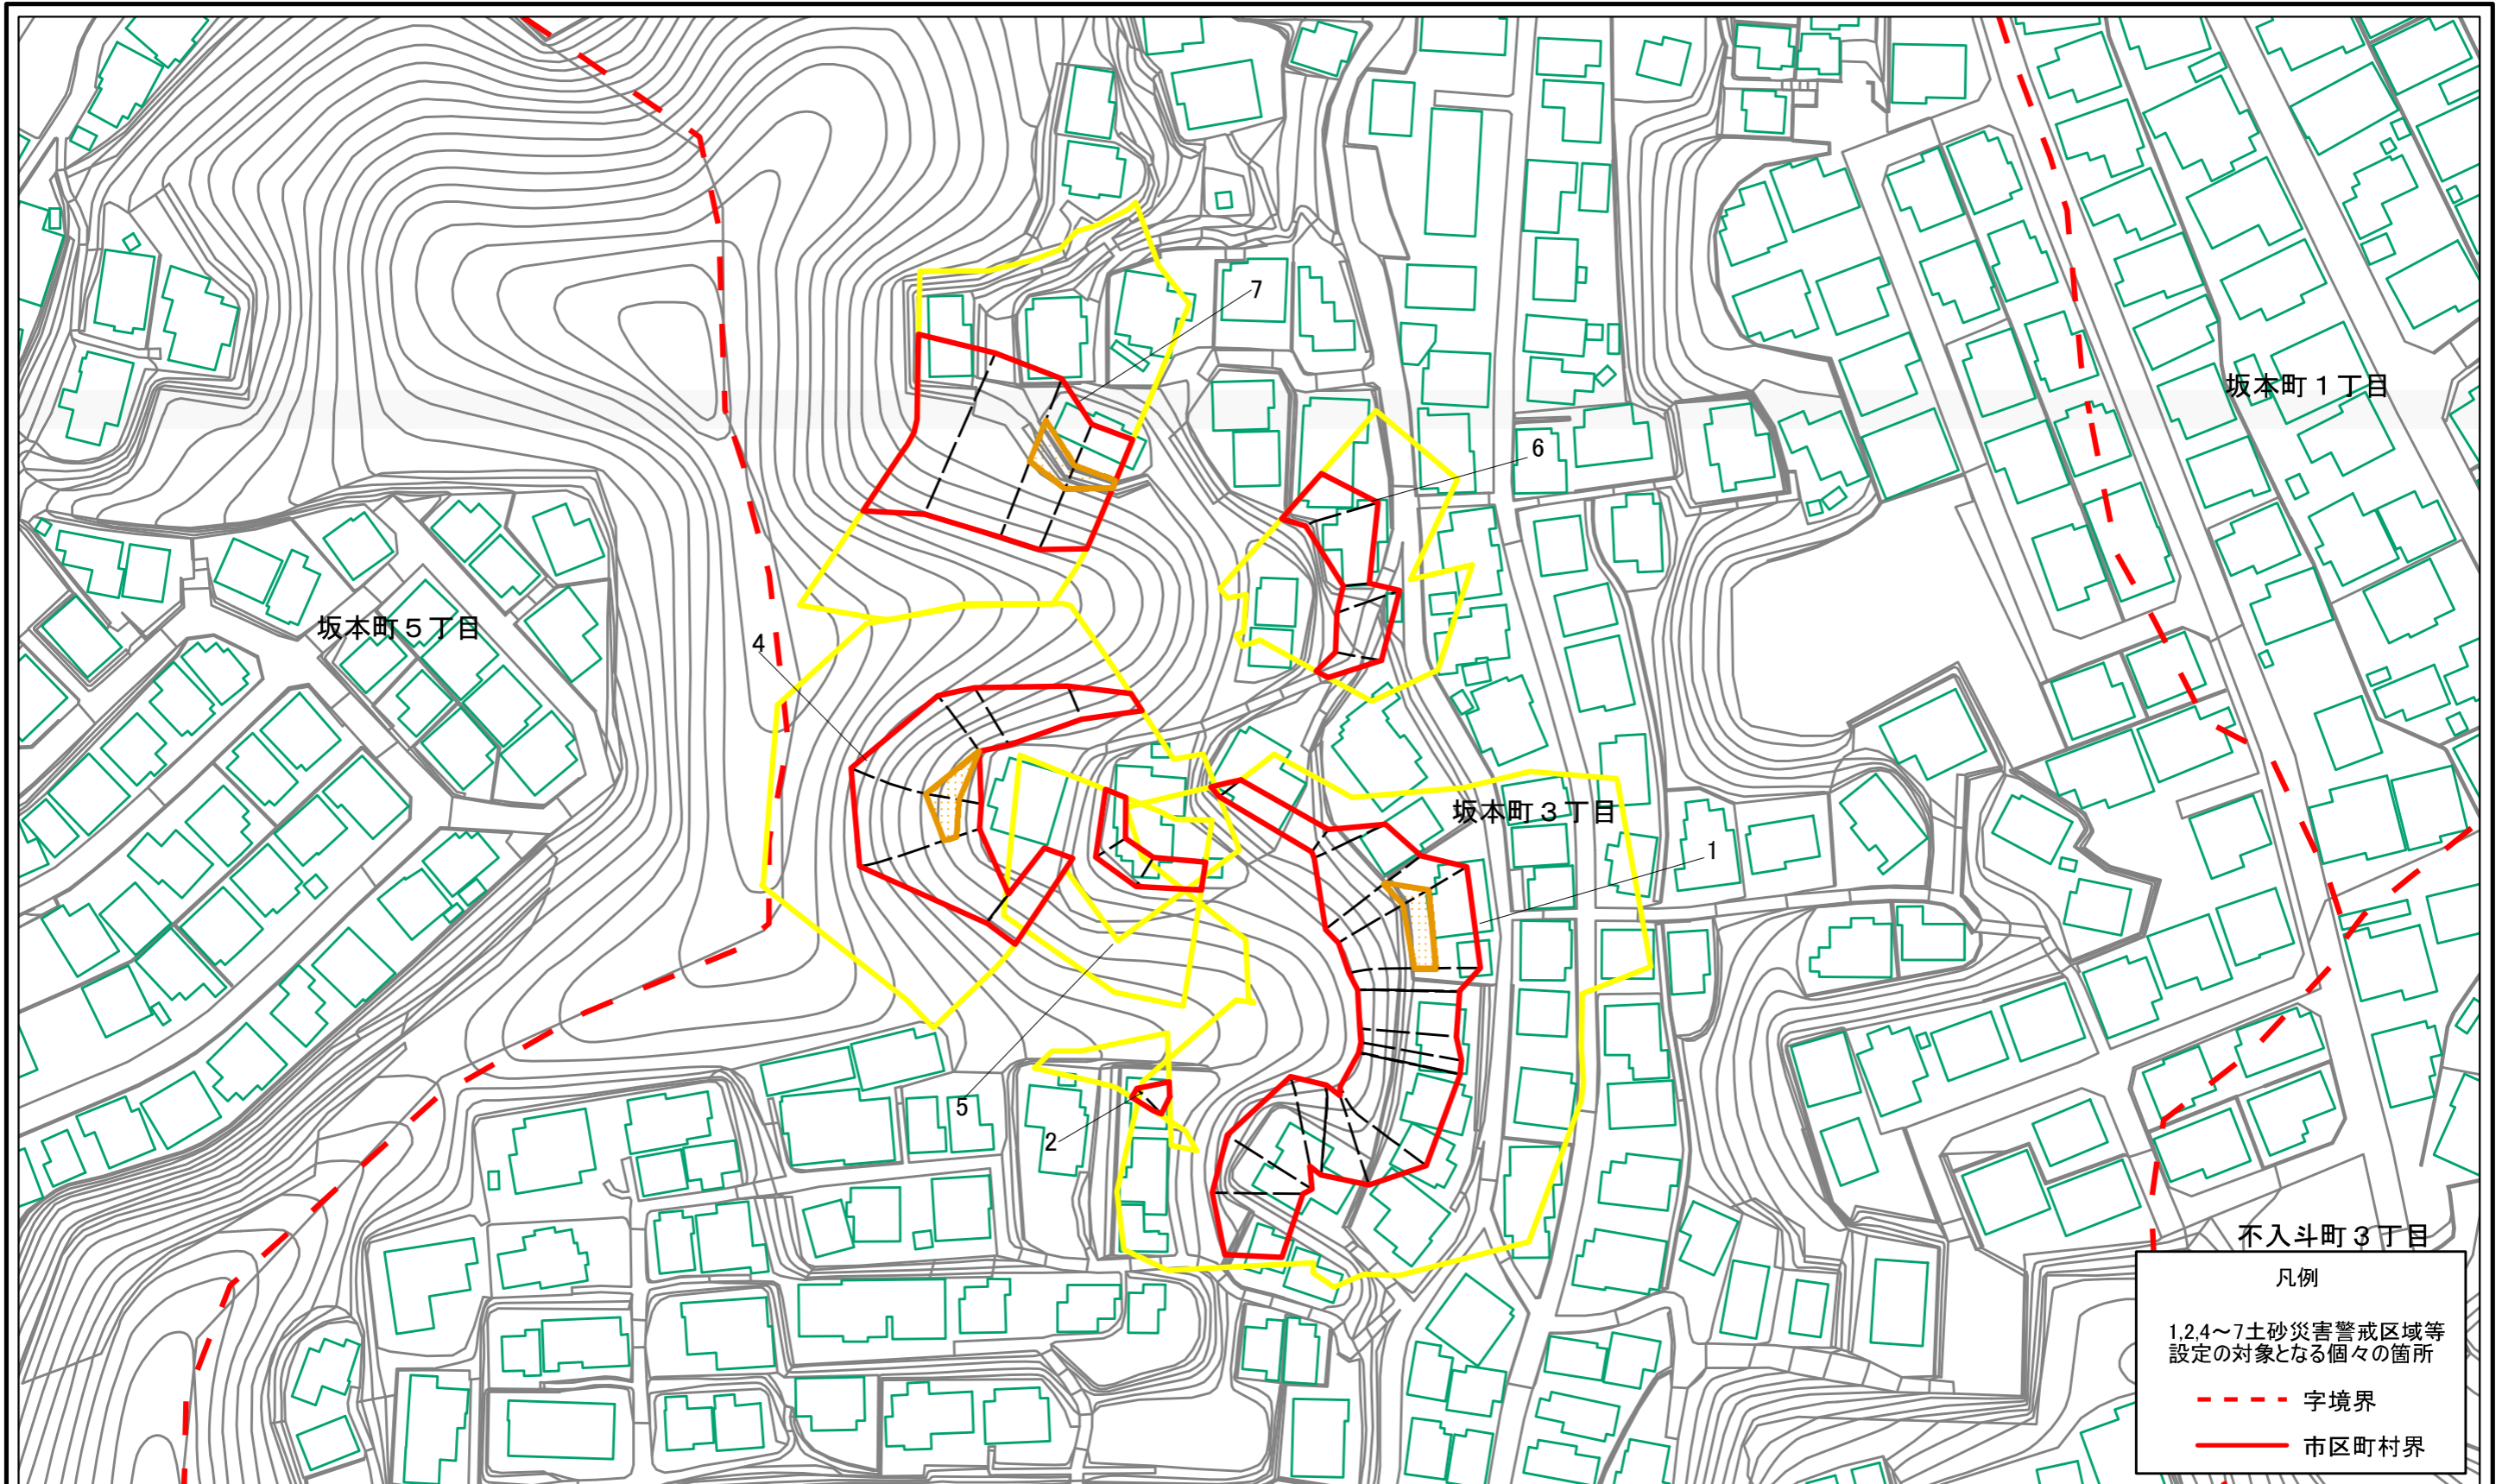 7
坂本町１丁目
6
坂本町５丁目
4
坂本町３丁目
1
5
2
不入斗町３丁目
凡例
1,2,4～7土砂災害警戒区域等
設定の対象となる個々の箇所
字境界
市区町村界